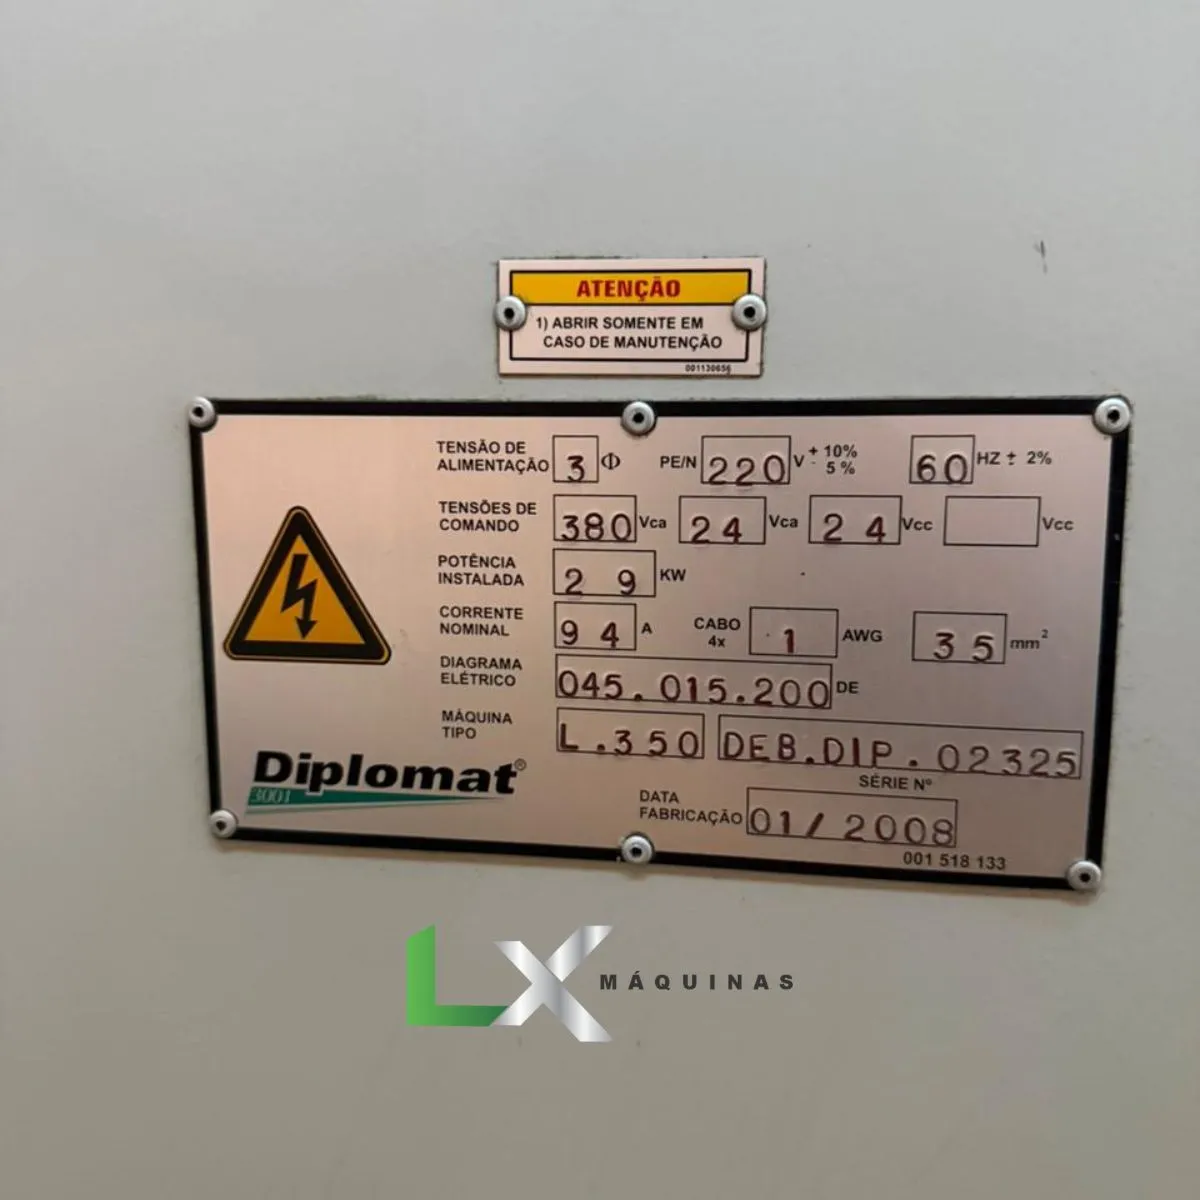 ATENÇÃO
1) ABRIR SOMENTE EM
CASO DE MANUTENÇÃO
001130656
TENSÃO DE
ALIMENTAÇÃO 3 Φ PE/N 220 V + 10% - 5% 60 HZ ± 2%
TENSÕES DE
COMANDO 380 Vca 24 Vca 24 Vcc Vcc
POTÊNCIA
INSTALADA 29 KW
CORRENTE
NOMINAL 94 A CABO 4x 1 AWG 35 mm²
DIAGRAMA
ELÉTRICO 045.015.200 DE
MÁQUINA
TIPO L.350 DEB.DIP.02325
SÉRIE Nº
Diplomat®
3001
DATA
FABRICAÇÃO 01/2008
001 518 133
LX MÁQUINAS